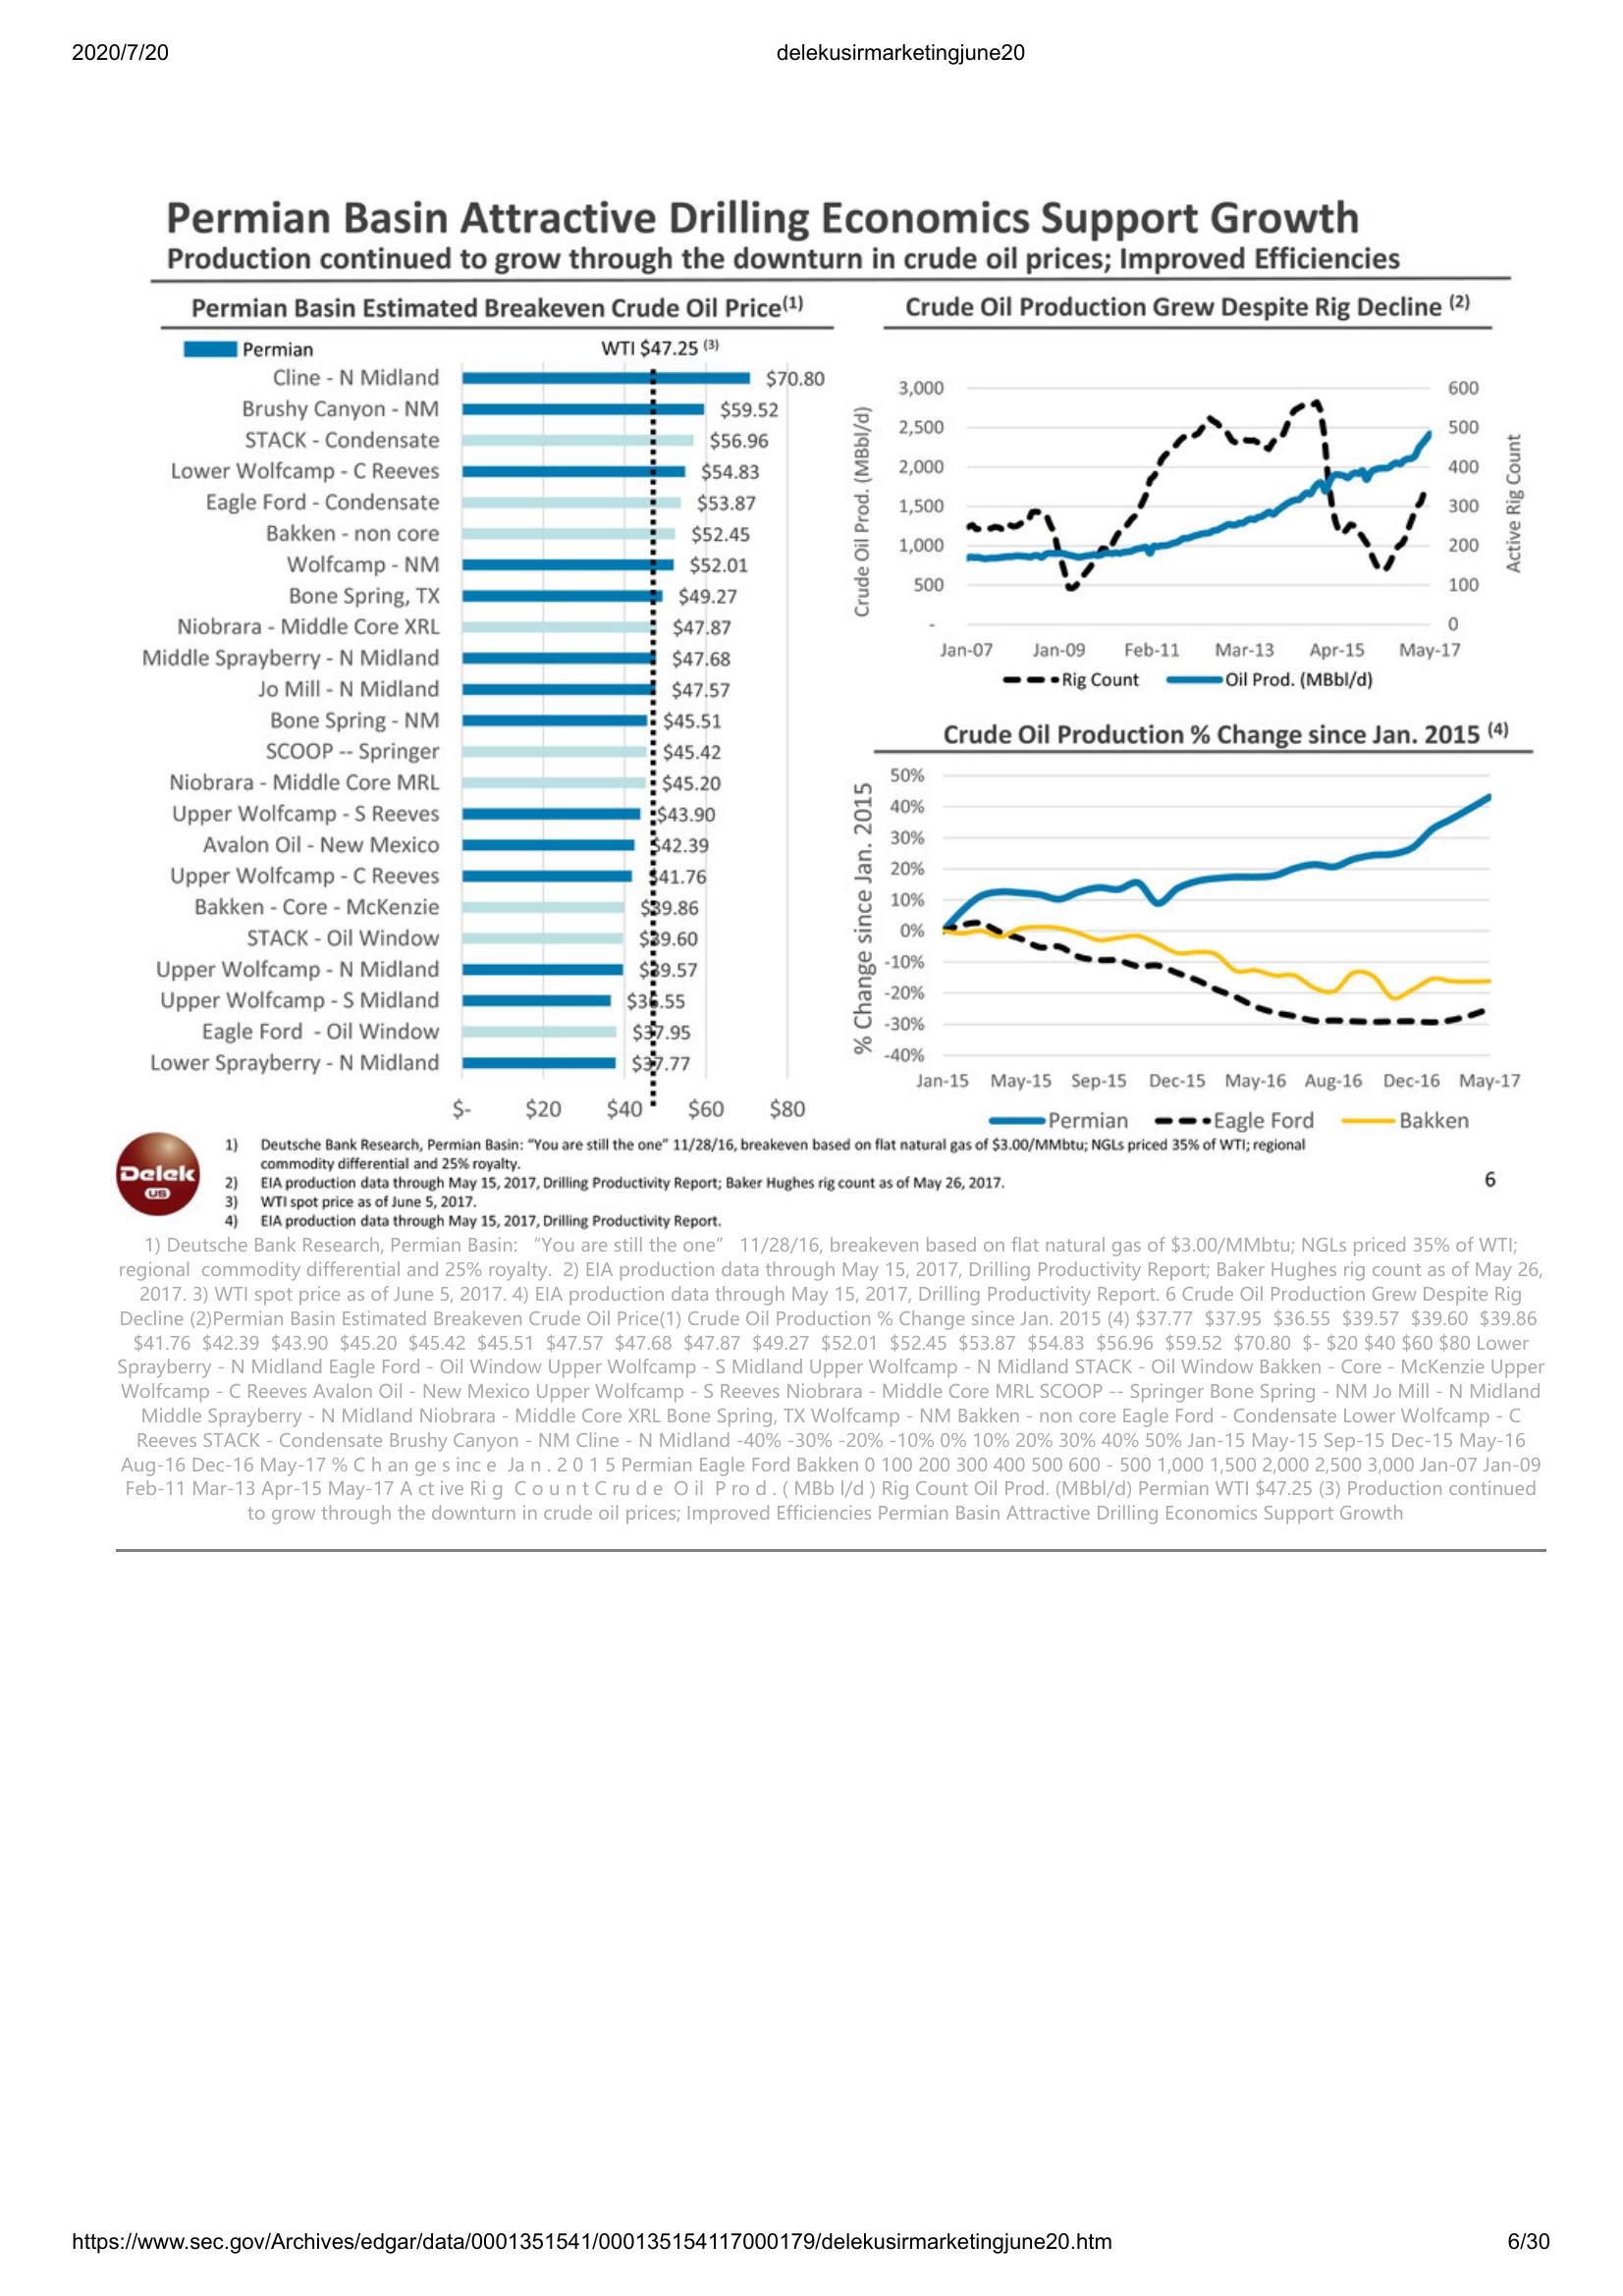 2020/7/20
delekusirmarketingjune20
Permian Basin Attractive Drilling Economics Support Growth
Production continued to grow through the downturn in crude oil prices; Improved Efficiencies
Permian Basin Estimated Breakeven Crude Oil Price(1)
Permian
WTI $47.25 (3)
Cline - N Midland $70.80
Brushy Canyon - NM $59.52
STACK - Condensate $56.96
Lower Wolfcamp - C Reeves $54.83
Eagle Ford - Condensate $53.87
Bakken - non core $52.45
Wolfcamp - NM $52.01
Bone Spring, TX $49.27
Niobrara - Middle Core XRL $47.87
Middle Sprayberry - N Midland $47.68
Jo Mill - N Midland $47.57
Bone Spring - NM $45.51
SCOOP -- Springer $45.42
Niobrara - Middle Core MRL $45.20
Upper Wolfcamp - S Reeves $43.90
Avalon Oil - New Mexico $42.39
Upper Wolfcamp - C Reeves $41.76
Bakken - Core - McKenzie $39.86
STACK - Oil Window $39.60
Upper Wolfcamp - N Midland $39.57
Upper Wolfcamp - S Midland $36.55
Eagle Ford - Oil Window $37.95
Lower Sprayberry - N Midland $37.77
$- $20 $40 $60 $80
Crude Oil Production Grew Despite Rig Decline (2)
Crude Oil Prod. (MBbl/d)
3,000 600
2,500 500
2,000 400
1,500 300
1,000 200
500 100
- 0
Active Rig Count
Jan-07 Jan-09 Feb-11 Mar-13 Apr-15 May-17
Rig Count Oil Prod. (MBbl/d)
Crude Oil Production % Change since Jan. 2015 (4)
% Change since Jan. 2015
50%
40%
30%
20%
10%
0%
-10%
-20%
-30%
-40%
Jan-15 May-15 Sep-15 Dec-15 May-16 Aug-16 Dec-16 May-17
Permian Eagle Ford Bakken
Delek
US
1) Deutsche Bank Research, Permian Basin: "You are still the one" 11/28/16, breakeven based on flat natural gas of $3.00/MMbtu; NGLs priced 35% of WTI; regional
commodity differential and 25% royalty.
2) EIA production data through May 15, 2017, Drilling Productivity Report; Baker Hughes rig count as of May 26, 2017.
3) WTI spot price as of June 5, 2017.
4) EIA production data through May 15, 2017, Drilling Productivity Report.
6
1) Deutsche Bank Research, Permian Basin: “You are still the one” 11/28/16, breakeven based on flat natural gas of $3.00/MMbtu; NGLs priced 35% of WTI;
regional commodity differential and 25% royalty. 2) EIA production data through May 15, 2017, Drilling Productivity Report; Baker Hughes rig count as of May 26,
2017. 3) WTI spot price as of June 5, 2017. 4) EIA production data through May 15, 2017, Drilling Productivity Report. 6 Crude Oil Production Grew Despite Rig
Decline (2)Permian Basin Estimated Breakeven Crude Oil Price(1) Crude Oil Production % Change since Jan. 2015 (4) $37.77 $37.95 $36.55 $39.57 $39.60 $39.86
$41.76 $42.39 $43.90 $45.20 $45.42 $45.51 $47.57 $47.68 $47.87 $49.27 $52.01 $52.45 $53.87 $54.83 $56.96 $59.52 $70.80 $- $20 $40 $60 $80 Lower
Sprayberry - N Midland Eagle Ford - Oil Window Upper Wolfcamp - S Midland Upper Wolfcamp - N Midland STACK - Oil Window Bakken - Core - McKenzie Upper
Wolfcamp - C Reeves Avalon Oil - New Mexico Upper Wolfcamp - S Reeves Niobrara - Middle Core MRL SCOOP -- Springer Bone Spring - NM Jo Mill - N Midland
Middle Sprayberry - N Midland Niobrara - Middle Core XRL Bone Spring, TX Wolfcamp - NM Bakken - non core Eagle Ford - Condensate Lower Wolfcamp - C
Reeves STACK - Condensate Brushy Canyon - NM Cline - N Midland -40% -30% -20% -10% 0% 10% 20% 30% 40% 50% Jan-15 May-15 Sep-15 Dec-15 May-16
Aug-16 Dec-16 May-17 % C h an ge s inc e Ja n . 2 0 1 5 Permian Eagle Ford Bakken 0 100 200 300 400 500 600 - 500 1,000 1,500 2,000 2,500 3,000 Jan-07 Jan-09
Feb-11 Mar-13 Apr-15 May-17 A ct ive Ri g C o u n t C ru d e O il P ro d . ( MBb l/d ) Rig Count Oil Prod. (MBbl/d) Permian WTI $47.25 (3) Production continued
to grow through the downturn in crude oil prices; Improved Efficiencies Permian Basin Attractive Drilling Economics Support Growth
https://www.sec.gov/Archives/edgar/data/0001351541/000135154117000179/delekusirmarketingjune20.htm
6/30